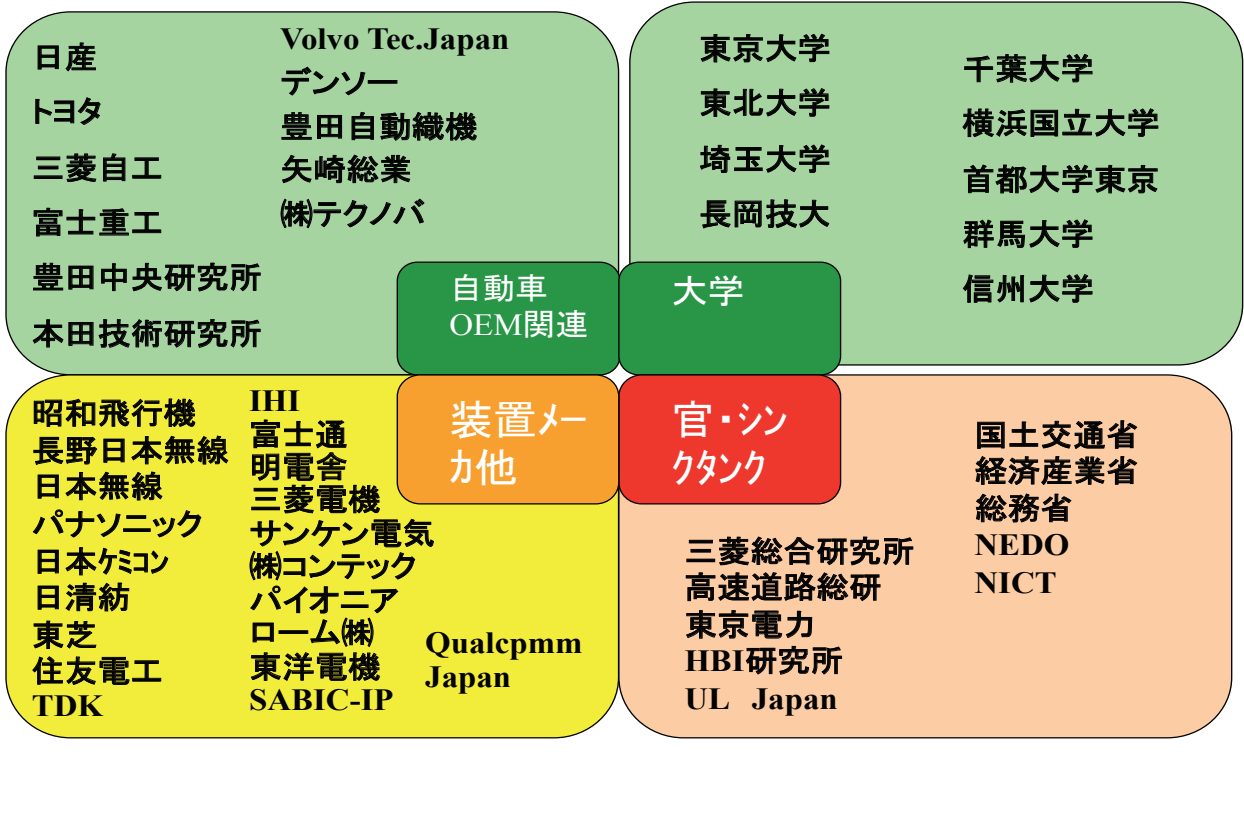 日産
トヨタ
三菱自工
富士重工
豊田中央研究所
本田技術研究所
Volvo Tec.Japan
デンソー
豊田自動織機
矢崎総業
㈱テクノバ
自動車
OEM関連
東京大学
東北大学
埼玉大学
長岡技大
千葉大学
横浜国立大学
首都大学東京
群馬大学
信州大学
大学
昭和飛行機
長野日本無線
日本無線
パナソニック
日本ケミコン
日清紡
東芝
住友電工
TDK
IHI
富士通
明電舎
三菱電機
サンケン電気
㈱コンテック
パイオニア
ローム㈱
東洋電機
SABIC-IP
Qualcpmm
Japan
装置メー
カ他
官・シン
クタンク
三菱総合研究所
高速道路総研
東京電力
HBI研究所
UL Japan
国土交通省
経済産業省
総務省
NEDO
NICT